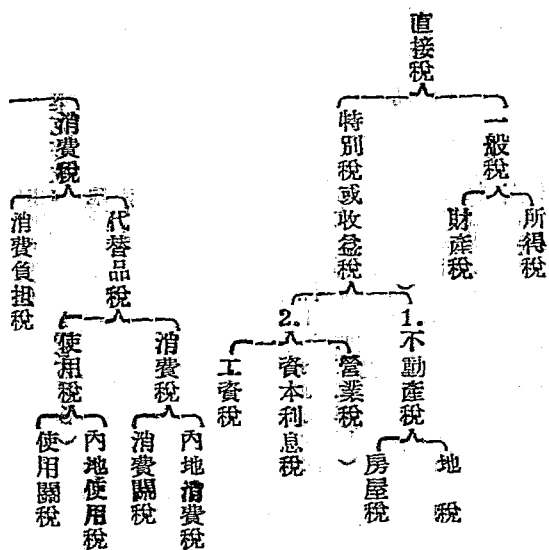 直接稅
一般稅
所得稅
財產稅
特別稅或收益稅
1.不動產稅
地稅
房屋稅
2.
營業稅
資本利息稅
工資稅
消費稅
代替品稅
消費稅
內地消費稅
消費關稅
使用稅
內地使用稅
使用關稅
消費負担稅